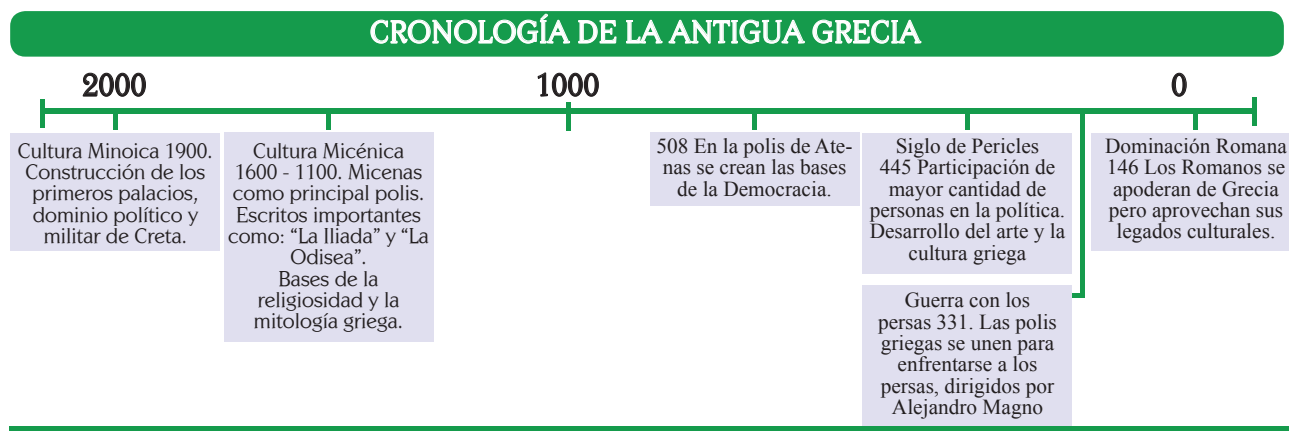 CRONOLOGÍA DE LA ANTIGUA GRECIA
2000
1000
0
Cultura Minoica 1900.
Construcción de los
primeros palacios,
dominio político y
militar de Creta.
Cultura Micénica
1600 - 1100. Micenas
como principal polis.
Escritos importantes
como: “La Iliada” y “La
Odisea”.
Bases de la
religiosidad y la
mitología griega.
508 En la polis de Ate-
nas se crean las bases
de la Democracia.
Siglo de Pericles
445 Participación de
mayor cantidad de
personas en la política.
Desarrollo del arte y la
cultura griega
Guerra con los
persas 331. Las polis
griegas se unen para
enfrentarse a los
persas, dirigidos por
Alejandro Magno
Dominación Romana
146 Los Romanos se
apoderan de Grecia
pero aprovechan sus
legados culturales.